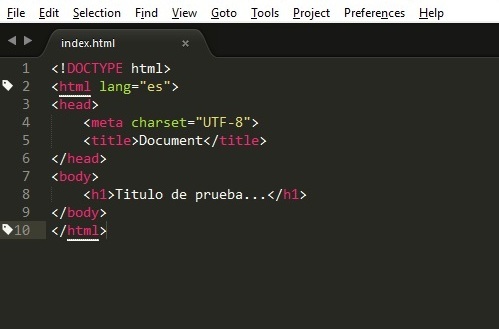 File Edit Selection Find View Goto Tools Project Preferences Help
index.html ×
1 <!DOCTYPE html>
2 <html lang="es">
3 <head>
4 <meta charset="UTF-8">
5 <title>Document</title>
6 </head>
7 <body>
8 <h1>Titulo de prueba...</h1>
9 </body>
10 </html>